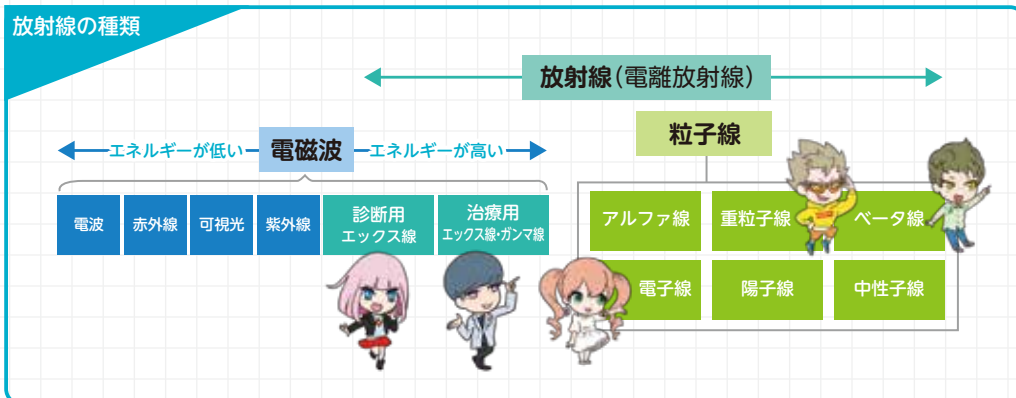 放射線の種類
放射線(電離放射線)
エネルギーが低い 電磁波 エネルギーが高い
粒子線
電波 赤外線 可視光 紫外線
診断用
エックス線
治療用
エックス線・ガンマ線
アルファ線 重粒子線 ベータ線
電子線 陽子線 中性子線